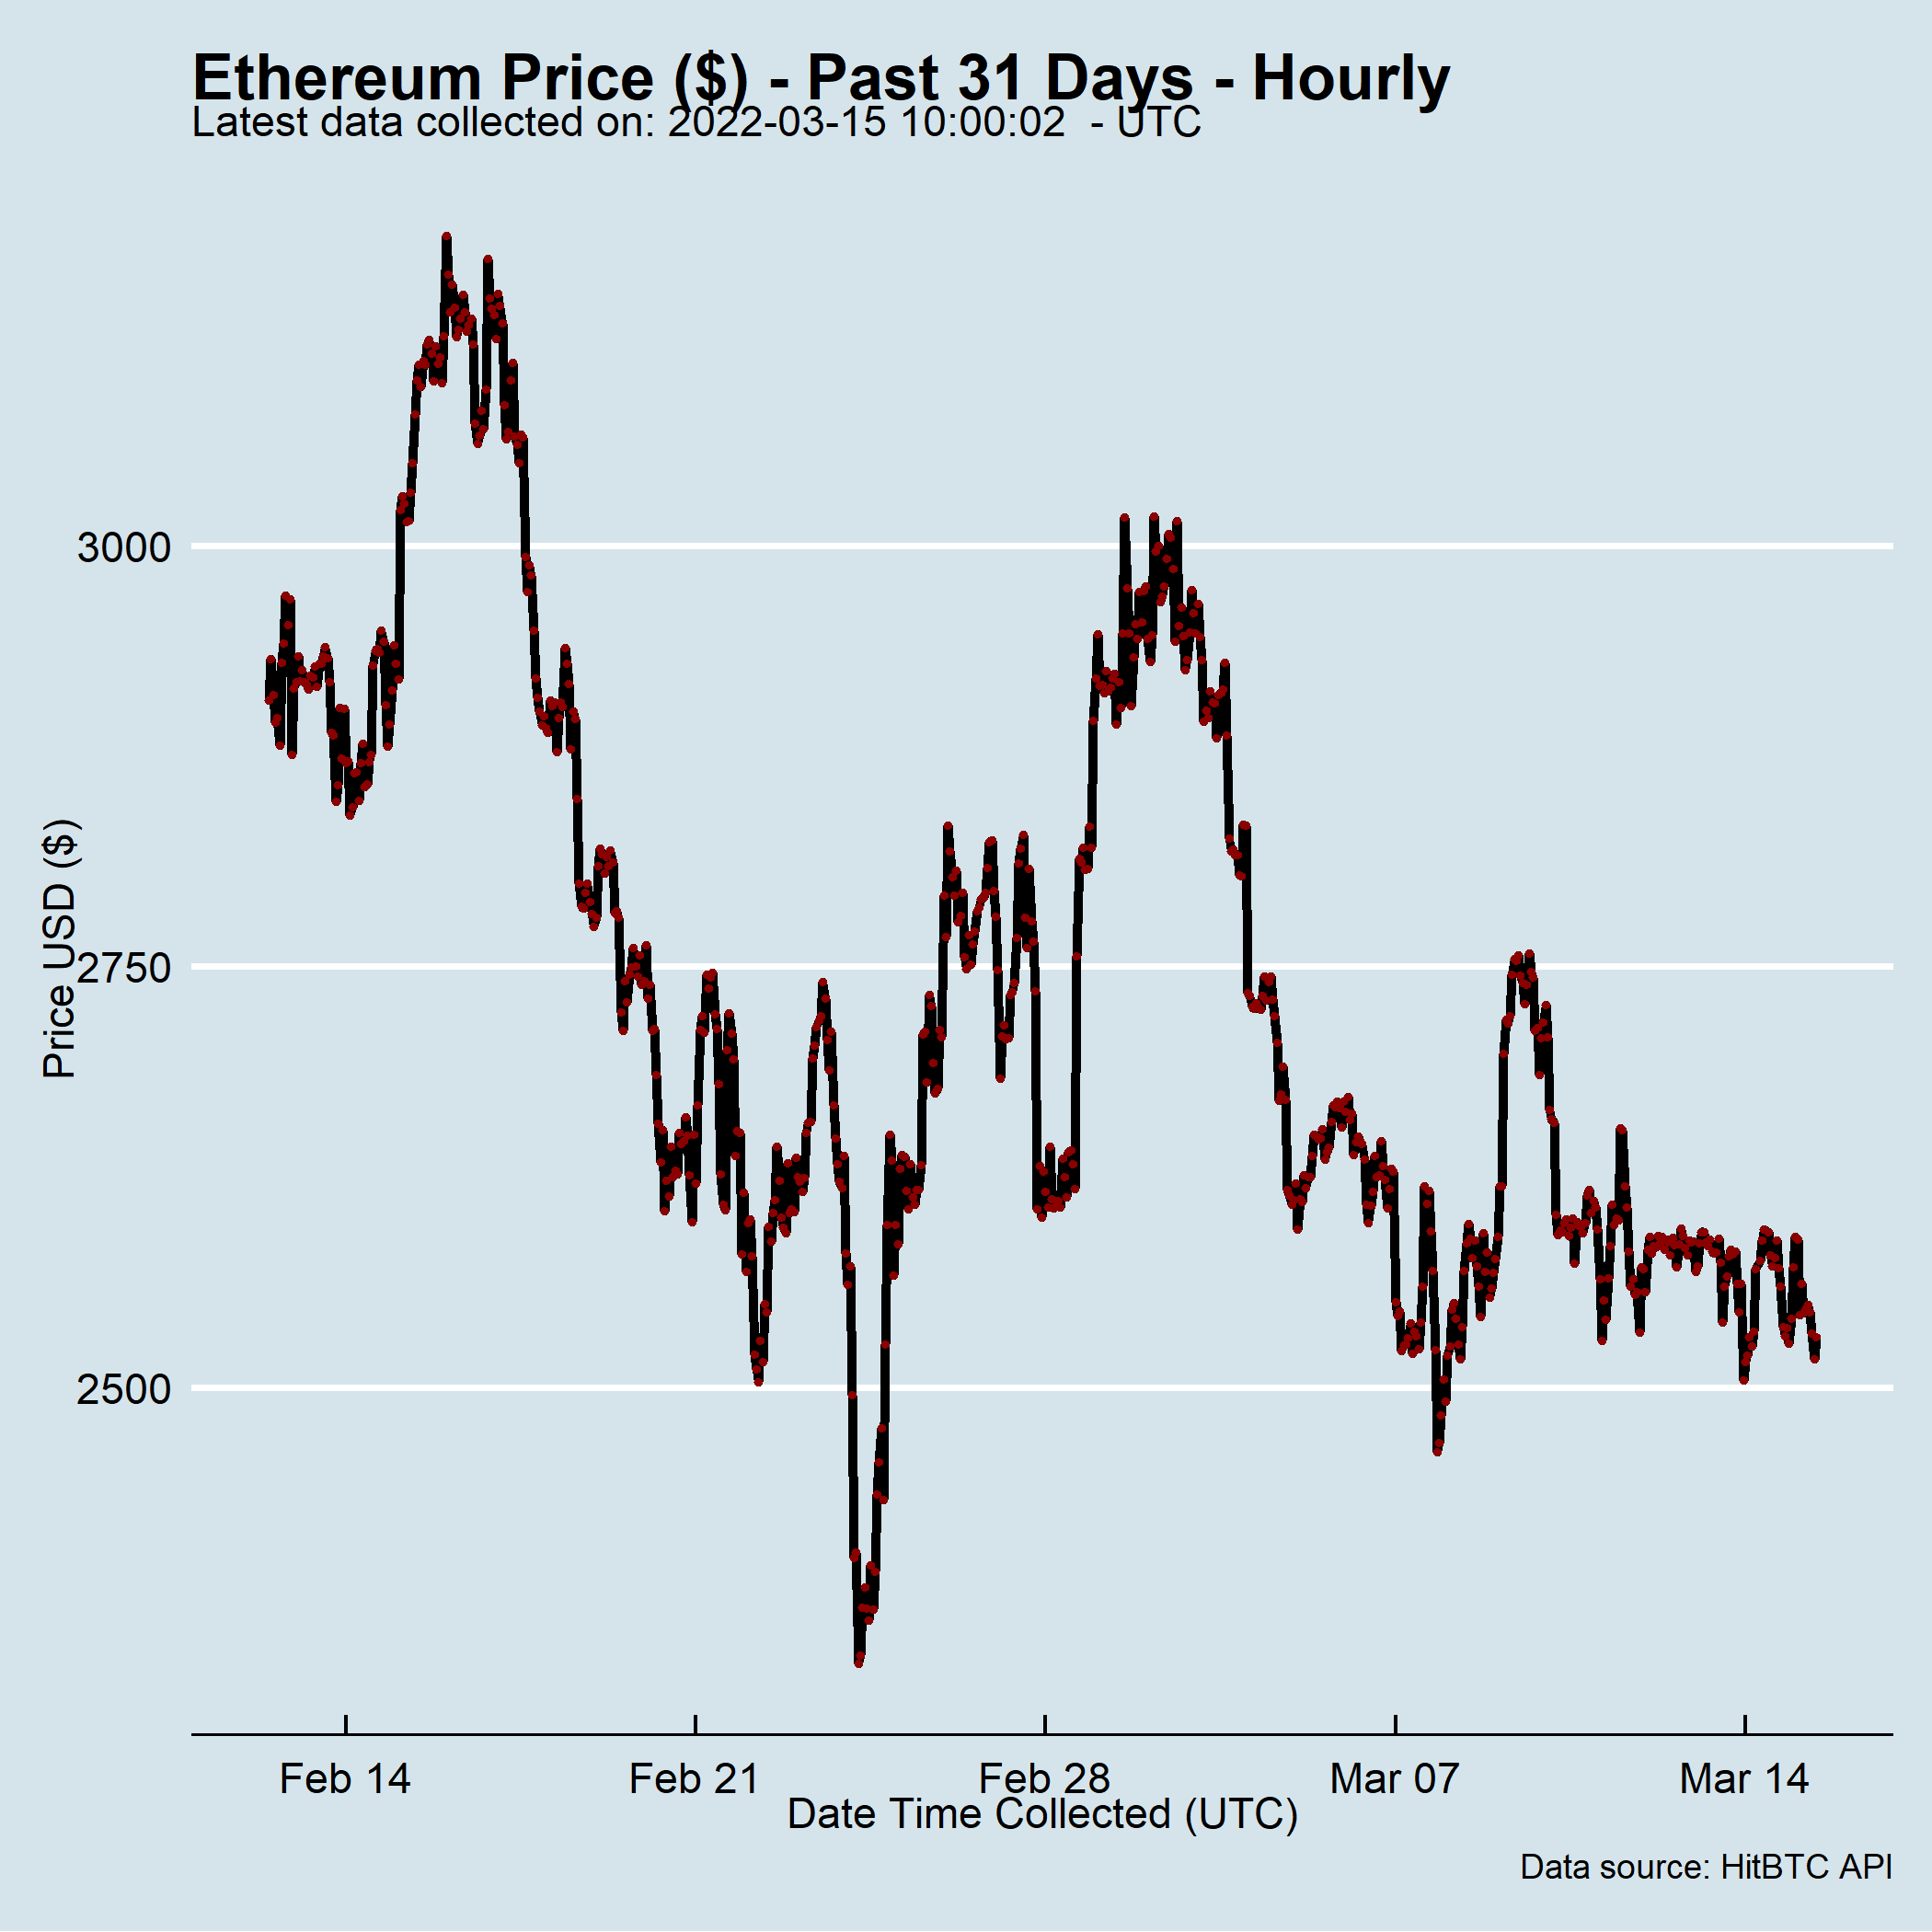 Ethereum Price ($) - Past 31 Days - Hourly
Latest data collected on: 2022-03-15 10:00:02  - UTC
Price USD ($)
3000
2750
2500
Feb 14
Feb 21
Feb 28
Mar 07
Mar 14
Date Time Collected (UTC)
Data source: HitBTC API